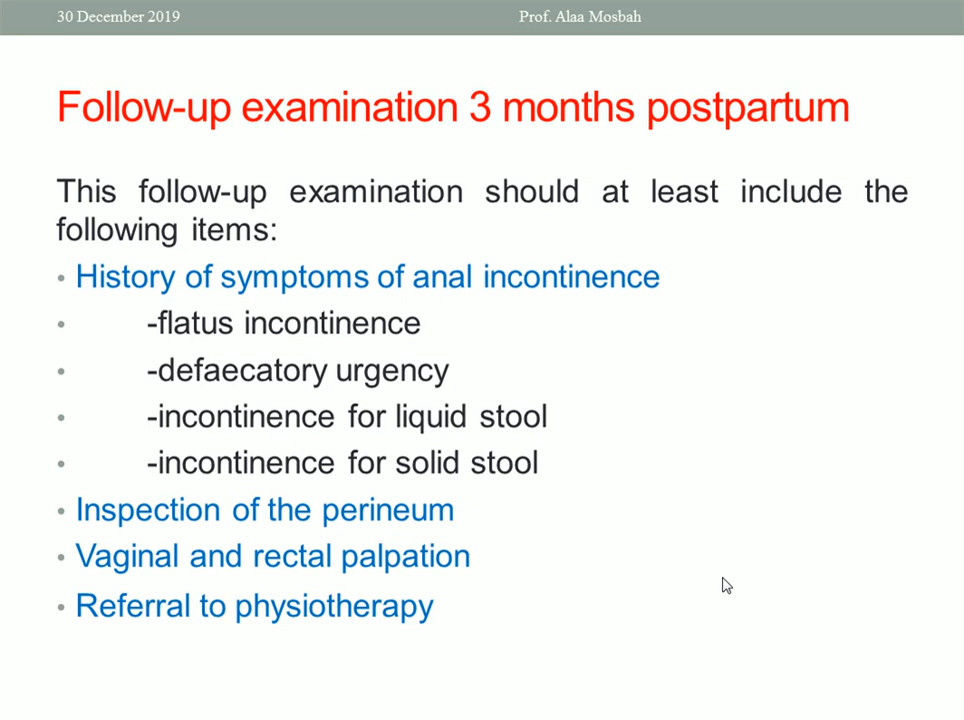 30 December 2019 Prof. Alaa Mosbah
Follow-up examination 3 months postpartum
This follow-up examination should at least include the
following items:
• History of symptoms of anal incontinence
• -flatus incontinence
• -defaecatory urgency
• -incontinence for liquid stool
• -incontinence for solid stool
• Inspection of the perineum
• Vaginal and rectal palpation
• Referral to physiotherapy